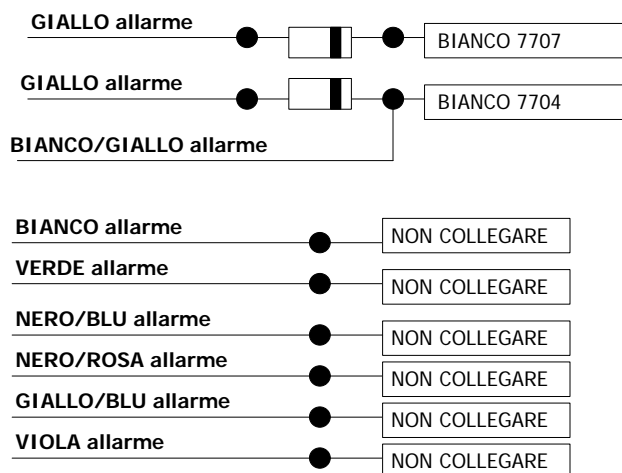 GIALLO allarme
BIANCO 7707
GIALLO allarme
BIANCO 7704
BIANCO/GIALLO allarme
BIANCO allarme
NON COLLEGARE
VERDE allarme
NON COLLEGARE
NERO/BLU allarme
NON COLLEGARE
NERO/ROSA allarme
NON COLLEGARE
GIALLO/BLU allarme
NON COLLEGARE
VIOLA allarme
NON COLLEGARE